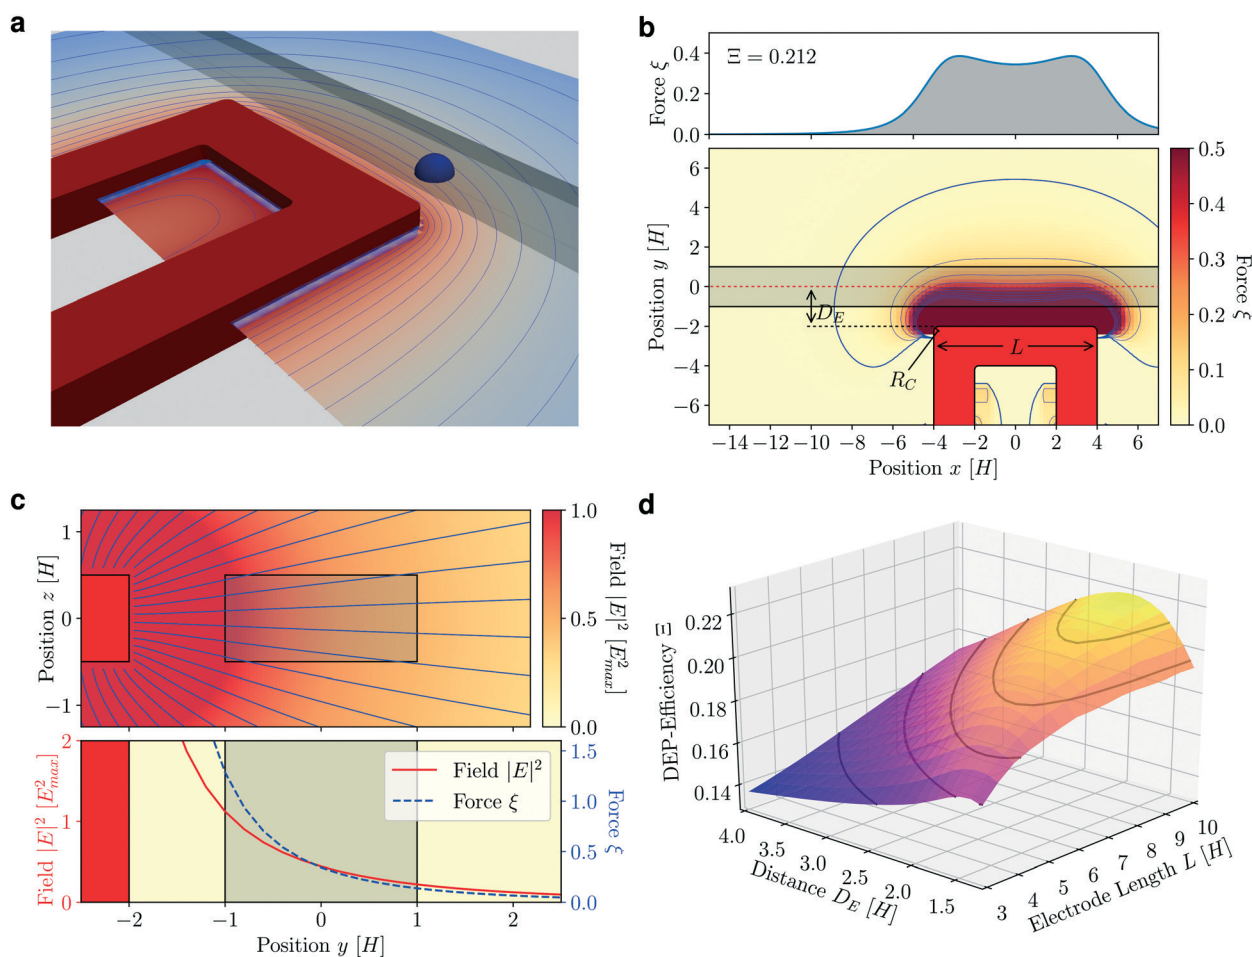 a
b
Force ξ
0.4
0.2
0.0
Ξ = 0.212
Position y [H]
6
4
2
0
−2
−4
−6
D_E
L
R_C
−14 −12 −10 −8 −6 −4 −2 0 2 4 6
Position x [H]
0.5
0.4
0.3
0.2
0.1
0.0
Force ξ
c
Position z [H]
1
0
−1
1.0
0.5
0.0
Field |E|² [E²max]
Field |E|² [E²max]
2
1
0
Field |E|²
Force ξ
1.5
1.0
0.5
0.0
Force ξ
−2 −1 0 1 2
Position y [H]
d
DEP-Efficiency Ξ
0.22
0.20
0.18
0.16
0.14
4.0
3.5
3.0
2.5
2.0
1.5
Distance D_E [H]
3 4 5 6 7 8 9 10
Electrode Length L [H]